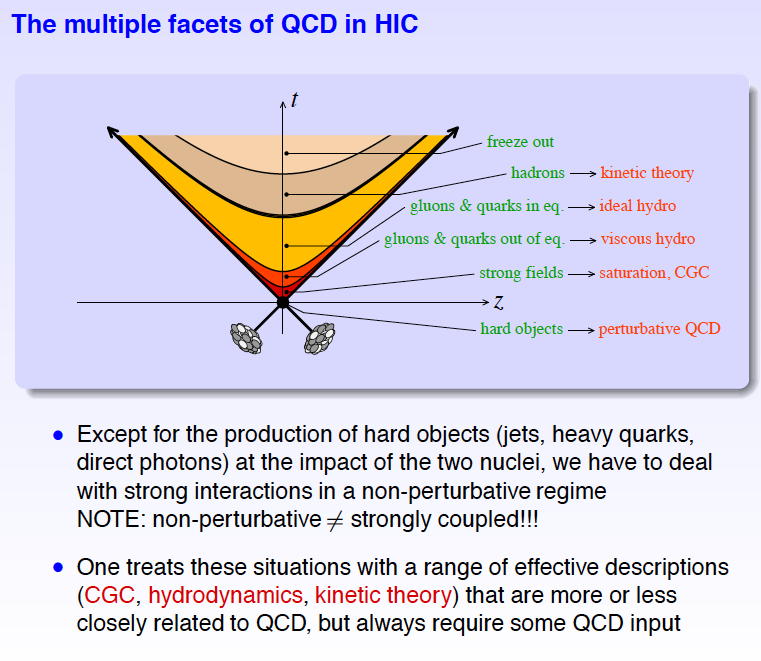 The multiple facets of QCD in HIC
t
freeze out
hadrons → kinetic theory
gluons & quarks in eq. → ideal hydro
gluons & quarks out of eq. → viscous hydro
strong fields → saturation, CGC
z
hard objects → perturbative QCD
• Except for the production of hard objects (jets, heavy quarks,
direct photons) at the impact of the two nuclei, we have to deal
with strong interactions in a non-perturbative regime
NOTE: non-perturbative ≠ strongly coupled!!!
• One treats these situations with a range of effective descriptions
(CGC, hydrodynamics, kinetic theory) that are more or less
closely related to QCD, but always require some QCD input